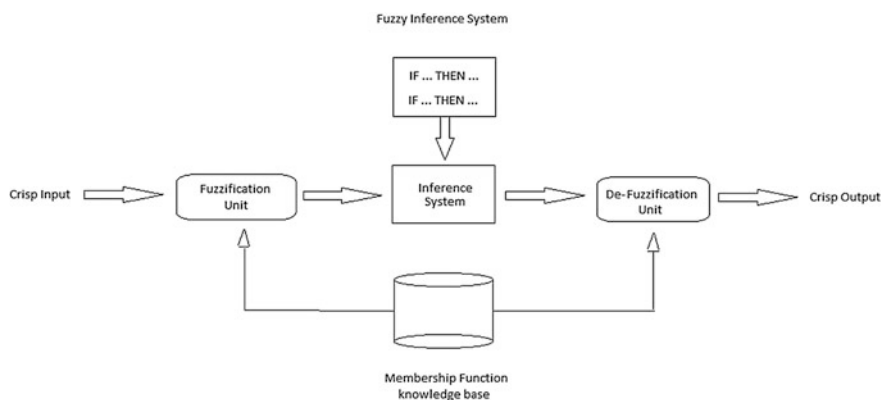 Fuzzy Inference System
IF ... THEN ...
IF ... THEN ...
Crisp Input
Fuzzification
Unit
Inference
System
De-Fuzzification
Unit
Crisp Output
Membership Function
knowledge base